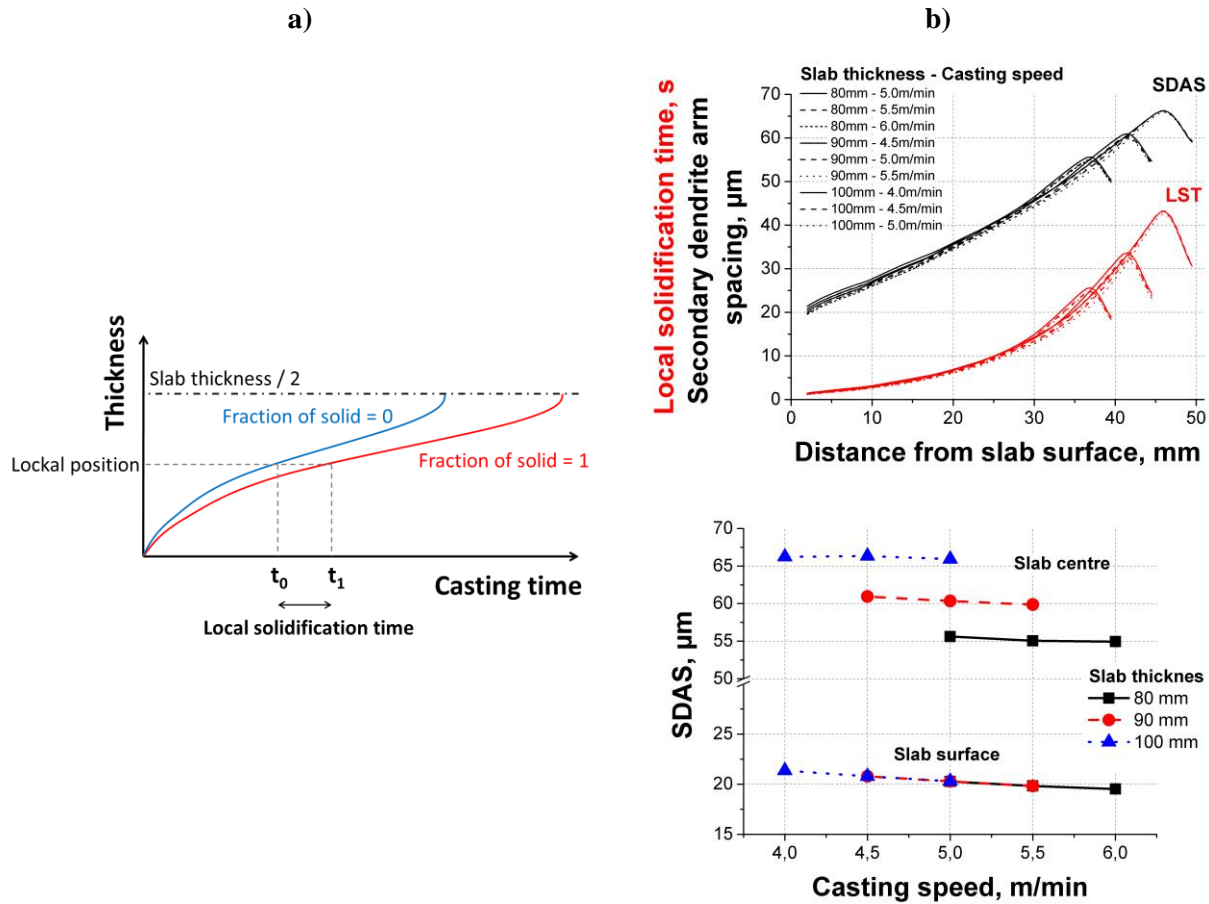 a)
Thickness
Slab thickness / 2
Fraction of solid = 0
Lockal position
Fraction of solid = 1
t0
t1
Casting time
Local solidification time
b)
Local solidification time, s
Secondary dendrite arm
spacing, µm
Slab thickness - Casting speed
80mm - 5.0m/min
80mm - 5.5m/min
80mm - 6.0m/min
90mm - 4.5m/min
90mm - 5.0m/min
90mm - 5.5m/min
100mm - 4.0m/min
100mm - 4.5m/min
100mm - 5.0m/min
SDAS
LST
70
60
50
40
30
20
10
0
0 10 20 30 40 50
Distance from slab surface, mm
SDAS, µm
70
65
60
55
50
25
20
15
Slab centre
Slab thicknes
80 mm
90 mm
100 mm
Slab surface
4,0 4,5 5,0 5,5 6,0
Casting speed, m/min